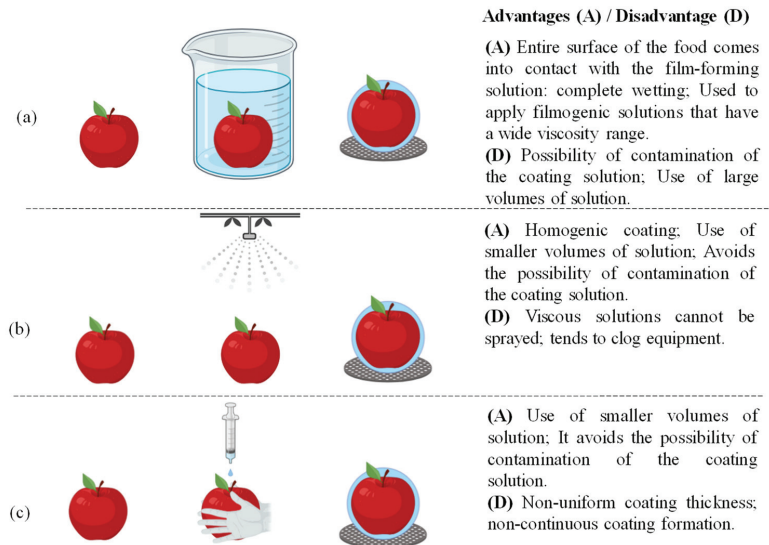 Advantages (A) / Disadvantage (D)
(a)
(A) Entire surface of the food comes
into contact with the film-forming
solution: complete wetting; Used to
apply filmogenic solutions that have
a wide viscosity range.
(D) Possibility of contamination of
the coating solution; Use of large
volumes of solution.
(b)
(A) Homogenic coating; Use of
smaller volumes of solution; Avoids
the possibility of contamination of
the coating solution.
(D) Viscous solutions cannot be
sprayed; tends to clog equipment.
(c)
(A) Use of smaller volumes of
solution; It avoids the possibility of
contamination of the coating
solution.
(D) Non-uniform coating thickness;
non-continuous coating formation.